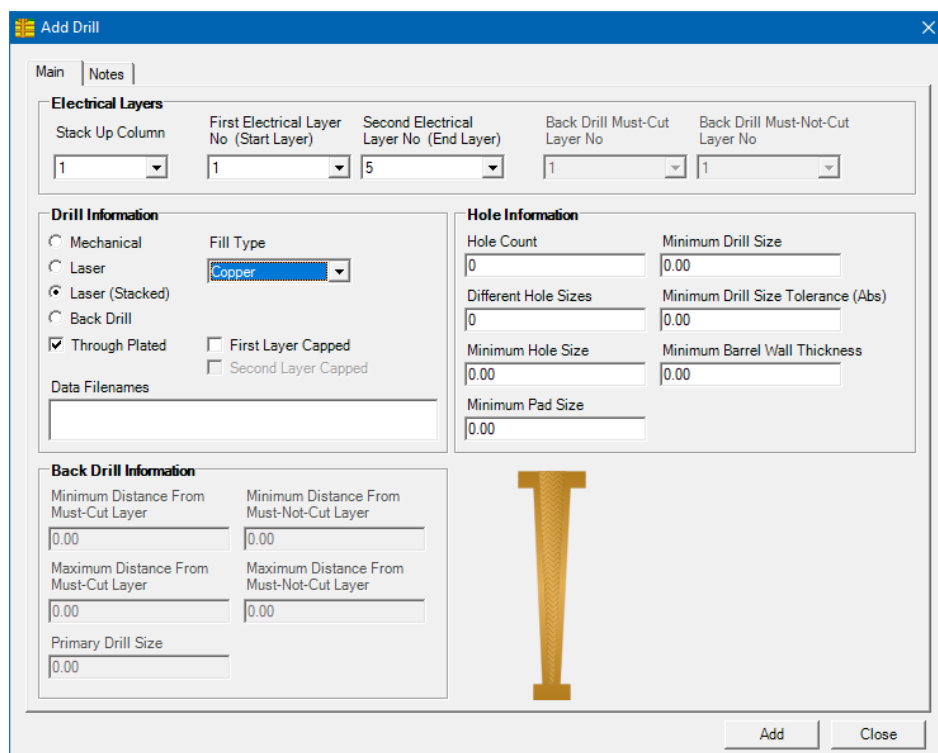 Add Drill
Main
Notes
Electrical Layers
Stack Up Column
First Electrical Layer
No (Start Layer)
Second Electrical
Layer No (End Layer)
Back Drill Must-Cut
Layer No
Back Drill Must-Not-Cut
Layer No
1
1
5
1
1
Drill Information
Mechanical
Laser
Laser (Stacked)
Back Drill
Fill Type
Copper
Through Plated
First Layer Capped
Second Layer Capped
Data Filenames
Hole Information
Hole Count
0
Minimum Drill Size
0.00
Different Hole Sizes
0
Minimum Drill Size Tolerance (Abs)
0.00
Minimum Hole Size
0.00
Minimum Barrel Wall Thickness
0.00
Minimum Pad Size
0.00
Back Drill Information
Minimum Distance From
Must-Cut Layer
0.00
Minimum Distance From
Must-Not-Cut Layer
0.00
Maximum Distance From
Must-Cut Layer
0.00
Maximum Distance From
Must-Not-Cut Layer
0.00
Primary Drill Size
0.00
Add
Close